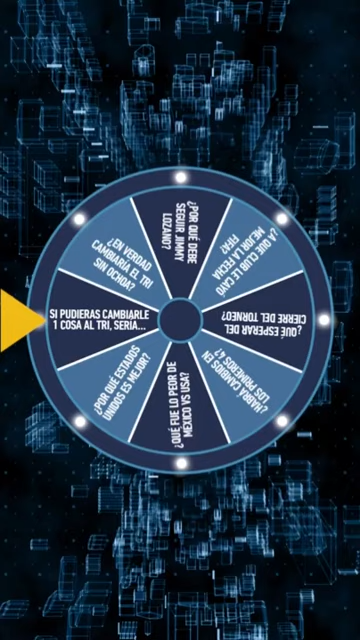 SI PUDIERAS CAMBIARLE
1 COSA AL TRI, SERÍA...
¿EN VERDAD
CAMBIARÍA EL TRI
SIN OCHOA?
¿POR QUÉ DEBE
SEGUIR JIMMY
LOZANO?
¿A QUÉ CLUB LE CAYÓ
MEJOR LA FECHA
FIFA?
¿QUÉ ESPERAR DEL
CIERRE DEL TORNEO?
¿HABRÁ CAMBIOS EN
LOS PRIMEROS 4?
¿QUÉ FUE LO PEOR DE
MÉXICO VS USA?
¿POR QUÉ ESTADOS
UNIDOS ES MEJOR?